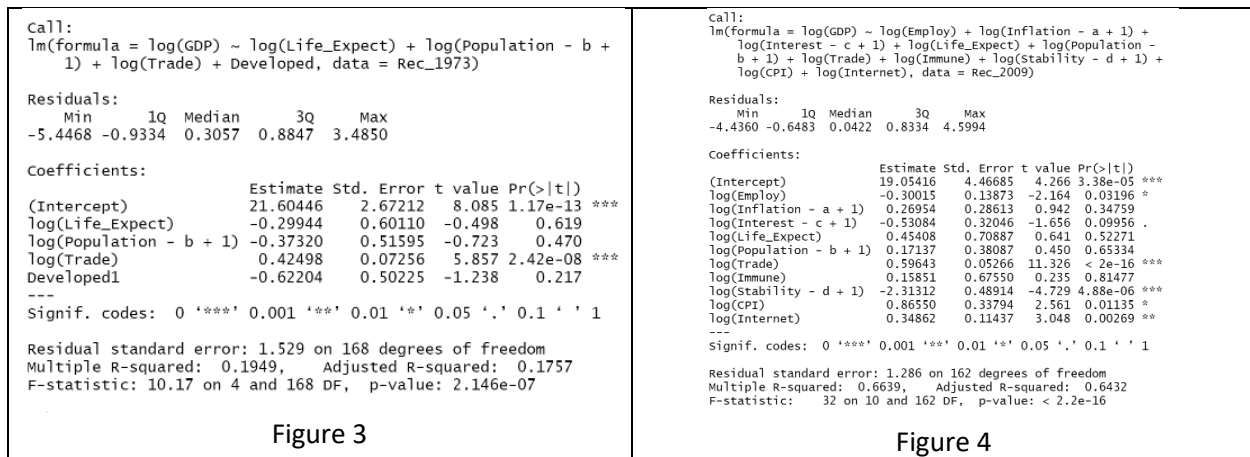 Call:
lm(formula = log(GDP) ~ log(Life_Expect) + log(Population - b +
1) + log(Trade) + Developed, data = Rec_1973)
Residuals:
Min 1Q Median 3Q Max
-5.4468 -0.9334 0.3057 0.8847 3.4850
Coefficients:
Estimate Std. Error t value Pr(>|t|)
(Intercept) 21.60446 2.67212 8.085 1.17e-13 ***
log(Life_Expect) -0.29944 0.60110 -0.498 0.619
log(Population - b + 1) -0.37320 0.51595 -0.723 0.470
log(Trade) 0.42498 0.07256 5.857 2.42e-08 ***
Developed1 -0.62204 0.50225 -1.238 0.217
---
Signif. codes: 0 ‘***’ 0.001 ‘**’ 0.01 ‘*’ 0.05 ‘.’ 0.1 ‘ ’ 1
Residual standard error: 1.529 on 168 degrees of freedom
Multiple R-squared: 0.1949, Adjusted R-squared: 0.1757
F-statistic: 10.17 on 4 and 168 DF, p-value: 2.146e-07
Figure 3
Call:
lm(formula = log(GDP) ~ log(Employ) + log(Inflation - a + 1) +
log(Interest - c + 1) + log(Life_Expect) + log(Population -
b + 1) + log(Trade) + log(Immune) + log(Stability - d + 1) +
log(CPI) + log(Internet), data = Rec_2009)
Residuals:
Min 1Q Median 3Q Max
-4.4360 -0.6483 0.0422 0.8334 4.5994
Coefficients:
Estimate Std. Error t value Pr(>|t|)
(Intercept) 19.05416 4.46685 4.266 3.38e-05 ***
log(Employ) -0.30015 0.13873 -2.164 0.03196 *
log(Inflation - a + 1) 0.26954 0.28613 0.942 0.34759
log(Interest - c + 1) -0.53084 0.32046 -1.656 0.09956 .
log(Life_Expect) 0.45408 0.70887 0.641 0.52271
log(Population - b + 1) 0.17137 0.38087 0.450 0.65334
log(Trade) 0.59643 0.05266 11.326 < 2e-16 ***
log(Immune) 0.15851 0.67550 0.235 0.81477
log(Stability - d + 1) -2.31312 0.48914 -4.729 4.88e-06 ***
log(CPI) 0.86550 0.33794 2.561 0.01135 *
log(Internet) 0.34862 0.11437 3.048 0.00269 **
---
Signif. codes: 0 ‘***’ 0.001 ‘**’ 0.01 ‘*’ 0.05 ‘.’ 0.1 ‘ ’ 1
Residual standard error: 1.286 on 162 degrees of freedom
Multiple R-squared: 0.6639, Adjusted R-squared: 0.6432
F-statistic: 32 on 10 and 162 DF, p-value: < 2.2e-16
Figure 4